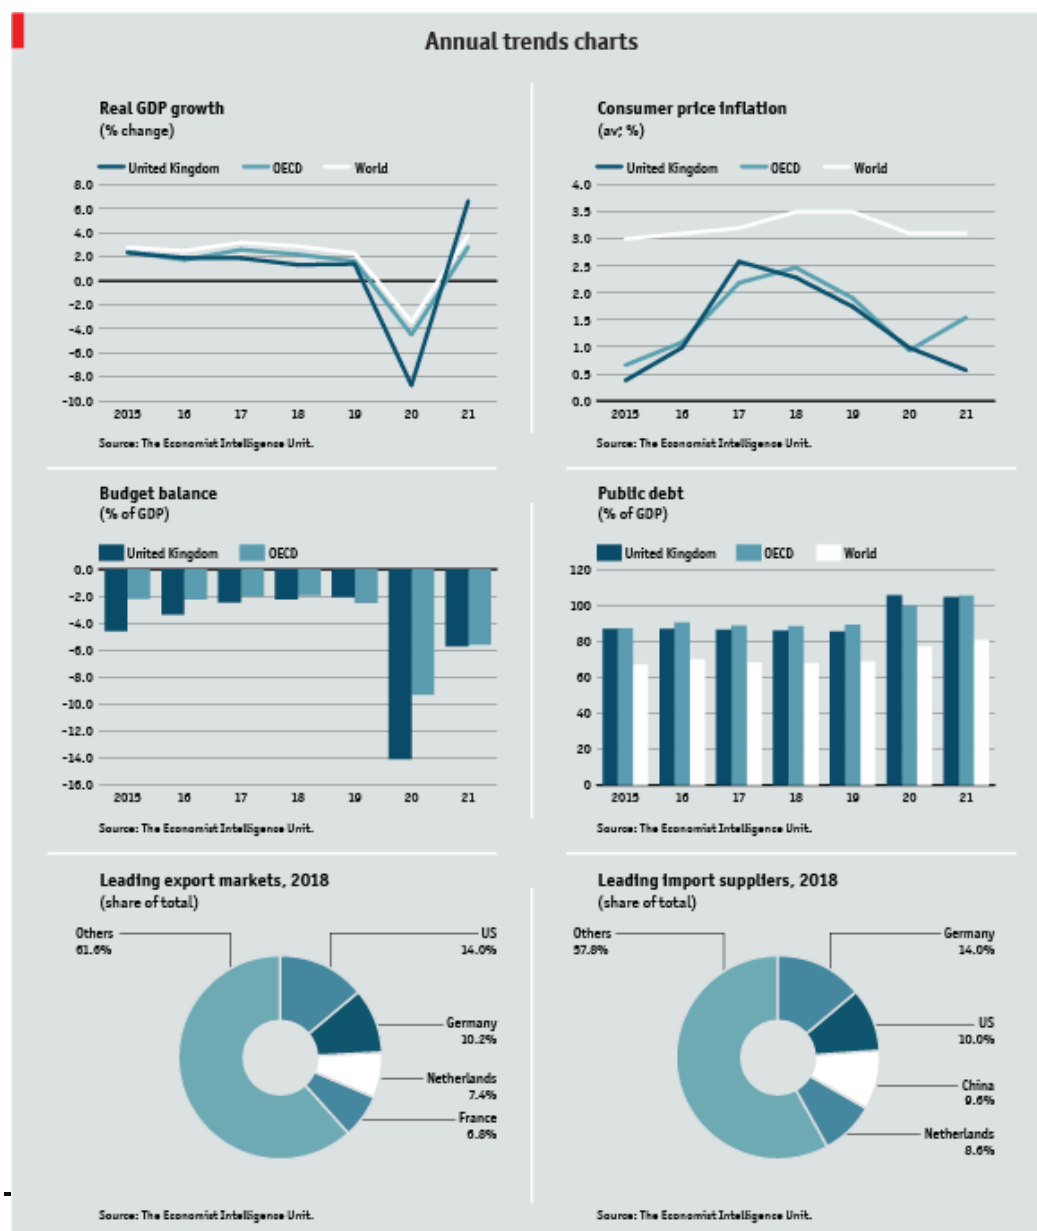 Annual trends charts
Real GDP growth
(% change)
United Kingdom OECD World
8.0
6.0
4.0
2.0
0.0
-2.0
-4.0
-6.0
-8.0
-10.0
2015 16 17 18 19 20 21
Source: The Economist Intelligence Unit.
Consumer price inflation
(av; %)
United Kingdom OECD World
4.0
3.5
3.0
2.5
2.0
1.5
1.0
0.5
0.0
2015 16 17 18 19 20 21
Source: The Economist Intelligence Unit.
Budget balance
(% of GDP)
United Kingdom OECD
0.0
-2.0
-4.0
-6.0
-8.0
-10.0
-12.0
-14.0
-16.0
2015 16 17 18 19 20 21
Source: The Economist Intelligence Unit.
Public debt
(% of GDP)
United Kingdom OECD World
120
100
80
60
40
20
0
2015 16 17 18 19 20 21
Source: The Economist Intelligence Unit.
Leading export markets, 2018
(share of total)
Others
61.6%
US
14.0%
Germany
10.2%
Netherlands
7.4%
France
6.8%
Source: The Economist Intelligence Unit.
Leading import suppliers, 2018
(share of total)
Others
57.8%
Germany
14.0%
US
10.0%
China
9.6%
Netherlands
8.6%
Source: The Economist Intelligence Unit.